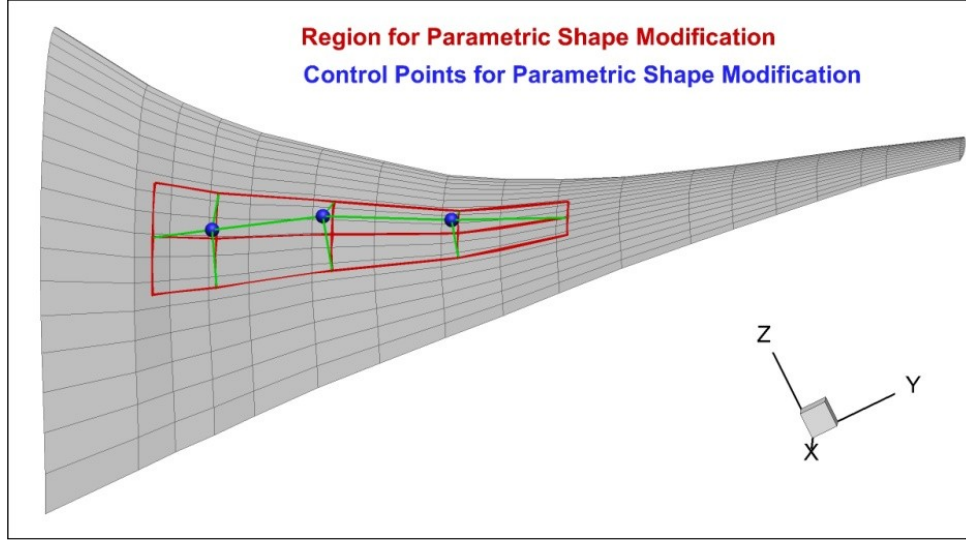 Region for Parametric Shape Modification
Control Points for Parametric Shape Modification
Z
Y
X